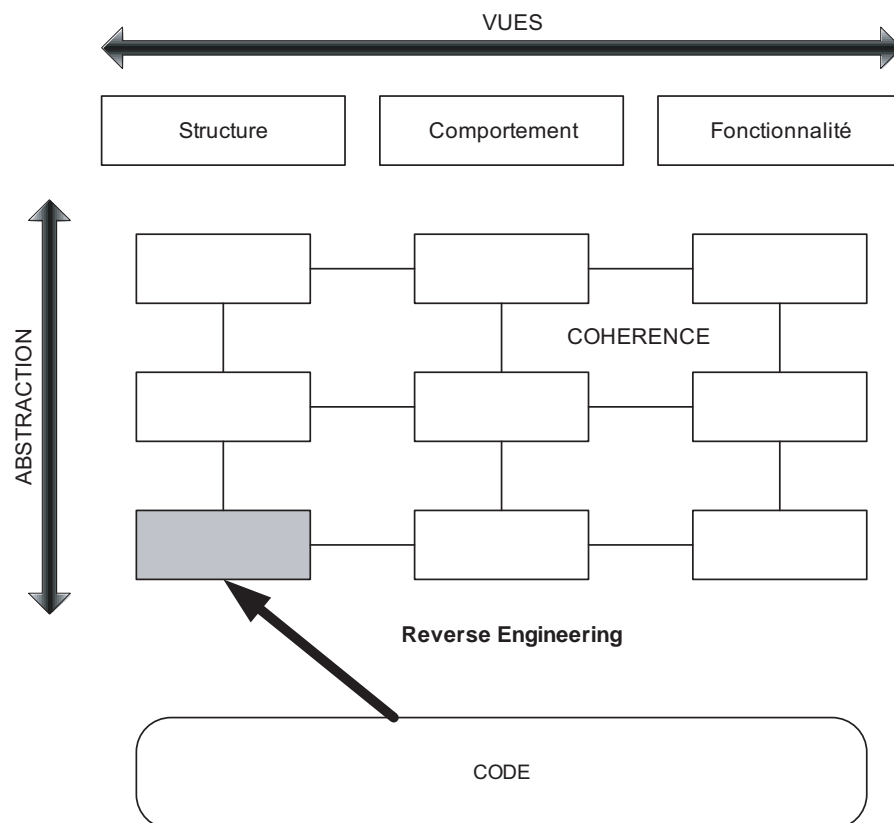 VUES
Structure
Comportement
Fonctionnalité
ABSTRACTION
COHERENCE
Reverse Engineering
CODE